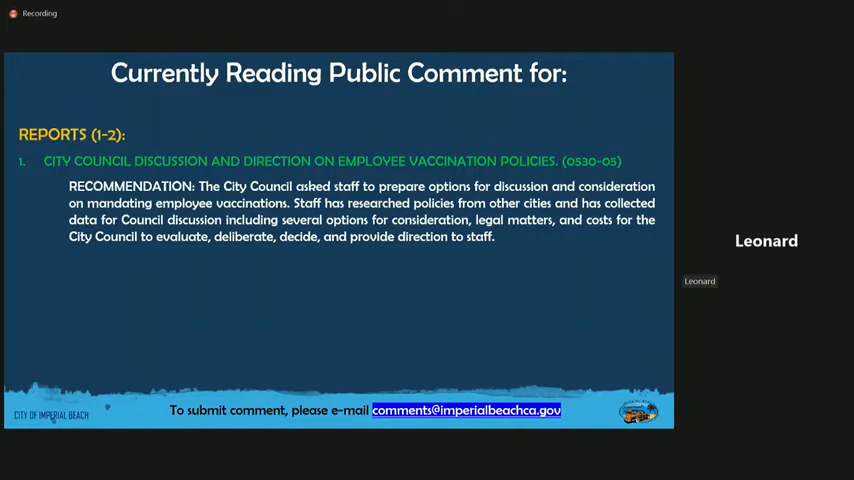 Recording
Currently Reading Public Comment for:
REPORTS (1-2):
1. CITY COUNCIL DISCUSSION AND DIRECTION ON EMPLOYEE VACCINATION POLICIES. (0530-05)
RECOMMENDATION: The City Council asked staff to prepare options for discussion and consideration
on mandating employee vaccinations. Staff has researched policies from other cities and has collected
data for Council discussion including several options for consideration, legal matters, and costs for the
City Council to evaluate, deliberate, decide, and provide direction to staff.
Leonard
Leonard
To submit comment, please e-mail comments@imperialbeachca.gov
CITY OF IMPERIAL BEACH